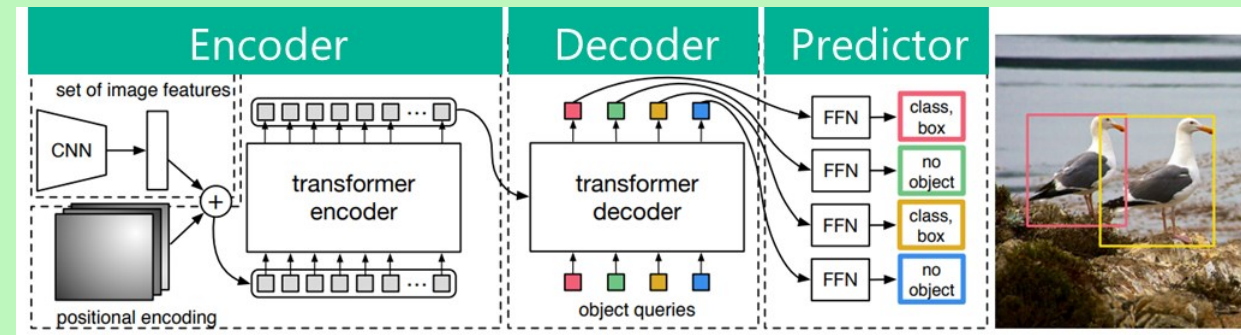 Encoder
Decoder
Predictor
set of image features
CNN
+
positional encoding
transformer
encoder
...
...
transformer
decoder
object queries
FFN
class,
box
FFN
no
object
FFN
class,
box
FFN
no
object